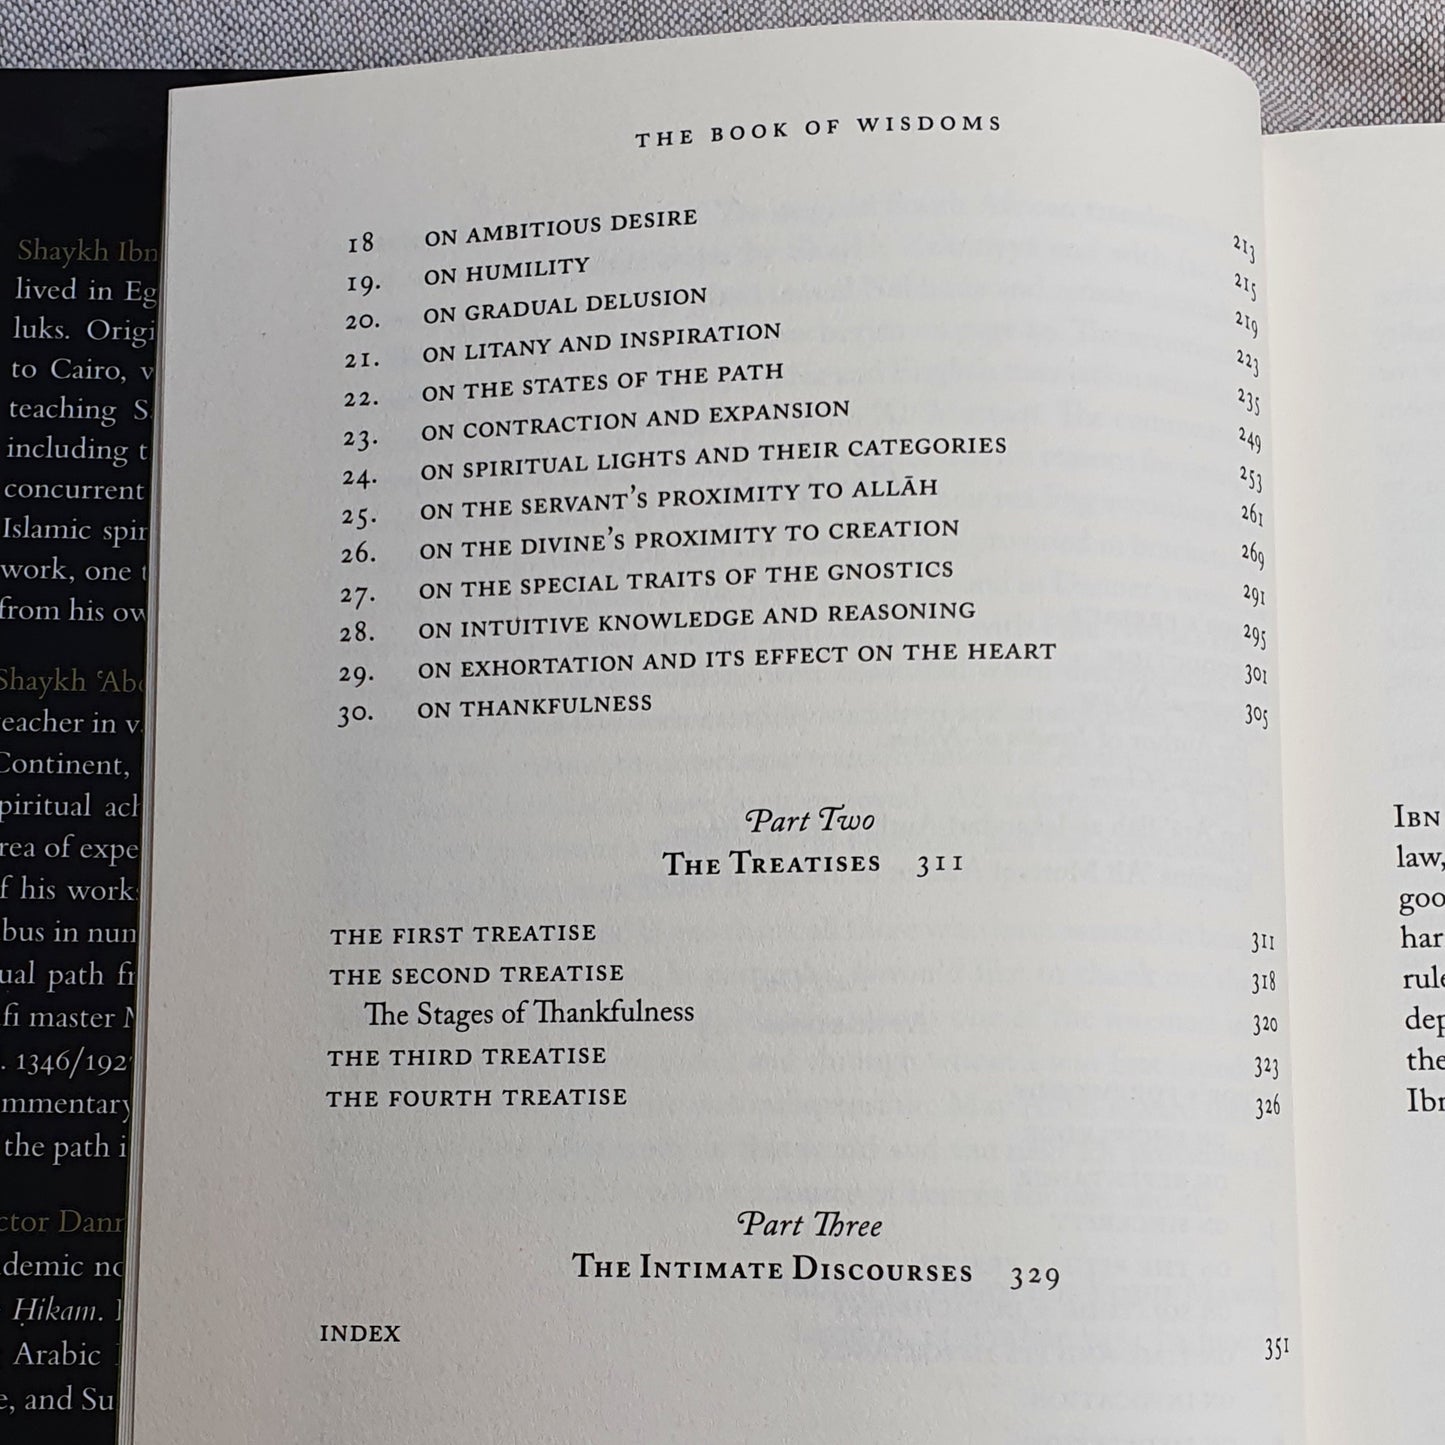 Shaykh Ibn
lived in Eg
luks. Origi
to Cairo, v
teaching S
including t
concurrent
Islamic spir
work, one t
from his ow
Shaykh ʿAbd
eacher in v
Continent,
piritual ach
rea of expe
f his works
bus in num
ual path fr
fi master M
. 1346/1927
mmentary
the path i
ctor Dann
demic no
Ḥikam. I
Arabic
e, and Su
THE BOOK OF WISDOMS
18 ON AMBITIOUS DESIRE 213
19. ON HUMILITY 215
20. ON GRADUAL DELUSION 219
21. ON LITANY AND INSPIRATION 223
22. ON THE STATES OF THE PATH 235
23. ON CONTRACTION AND EXPANSION 249
24. ON SPIRITUAL LIGHTS AND THEIR CATEGORIES 253
25. ON THE SERVANT'S PROXIMITY TO ALLĀH 261
26. ON THE DIVINE'S PROXIMITY TO CREATION 269
27. ON THE SPECIAL TRAITS OF THE GNOSTICS 291
28. ON INTUITIVE KNOWLEDGE AND REASONING 295
29. ON EXHORTATION AND ITS EFFECT ON THE HEART 301
30. ON THANKFULNESS 305
Part Two
THE TREATISES 311
THE FIRST TREATISE 311
THE SECOND TREATISE 318
The Stages of Thankfulness 320
THE THIRD TREATISE 323
THE FOURTH TREATISE 326
Part Three
THE INTIMATE DISCOURSES 329
INDEX 351
IBN
law,
goo
har
rule
dep
the
Ibn